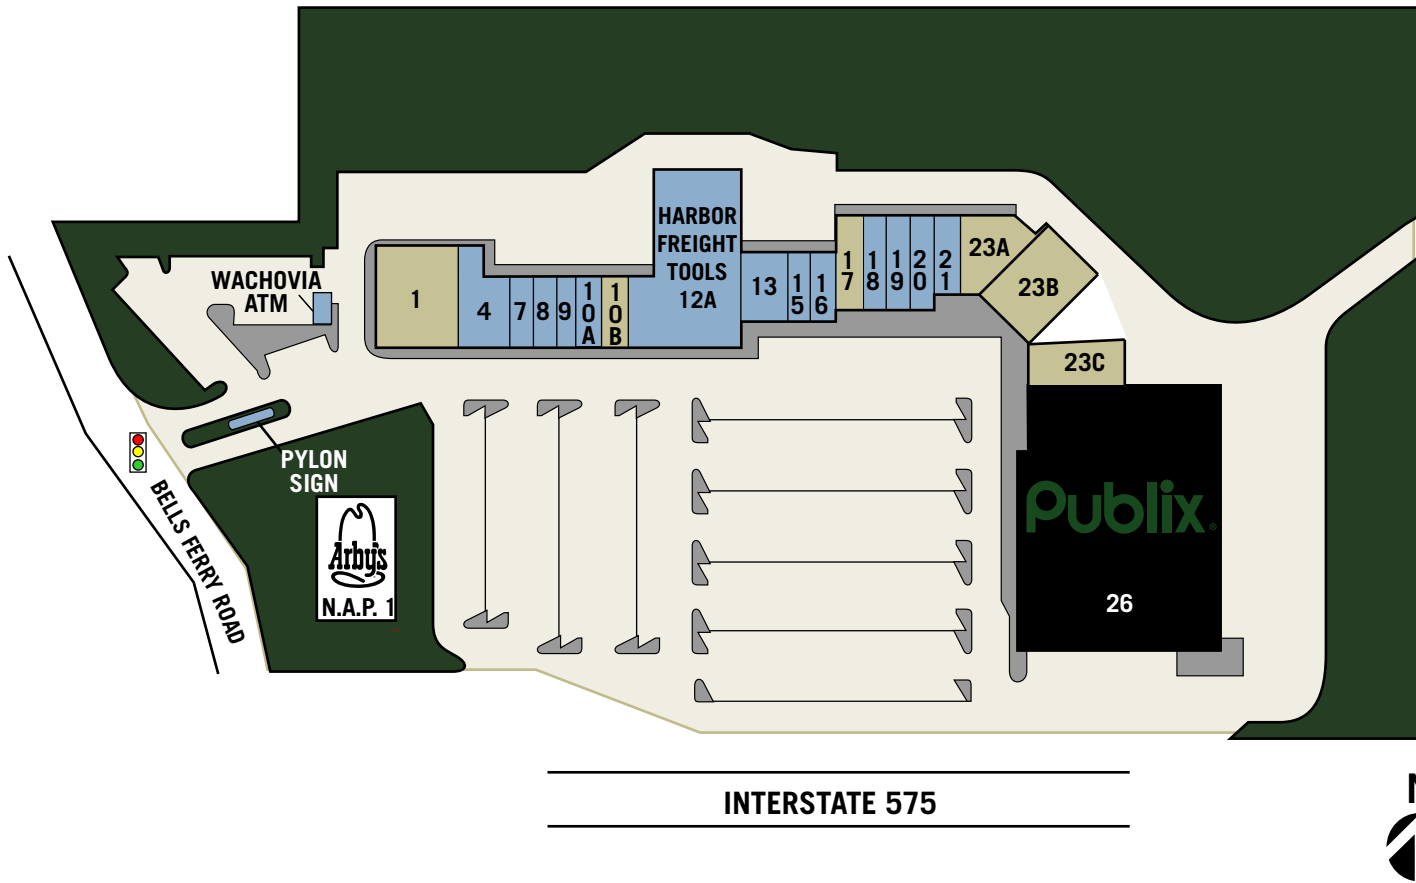 HARBOR
FREIGHT
TOOLS
12A
WACHOVIA
ATM
1
4
7
8
9
10A
10B
13
15
16
17
18
19
20
21
23A
23B
23C
PYLON
SIGN
Arby's
N.A.P. 1
BELLS FERRY ROAD
Publix®
26
INTERSTATE 575
N